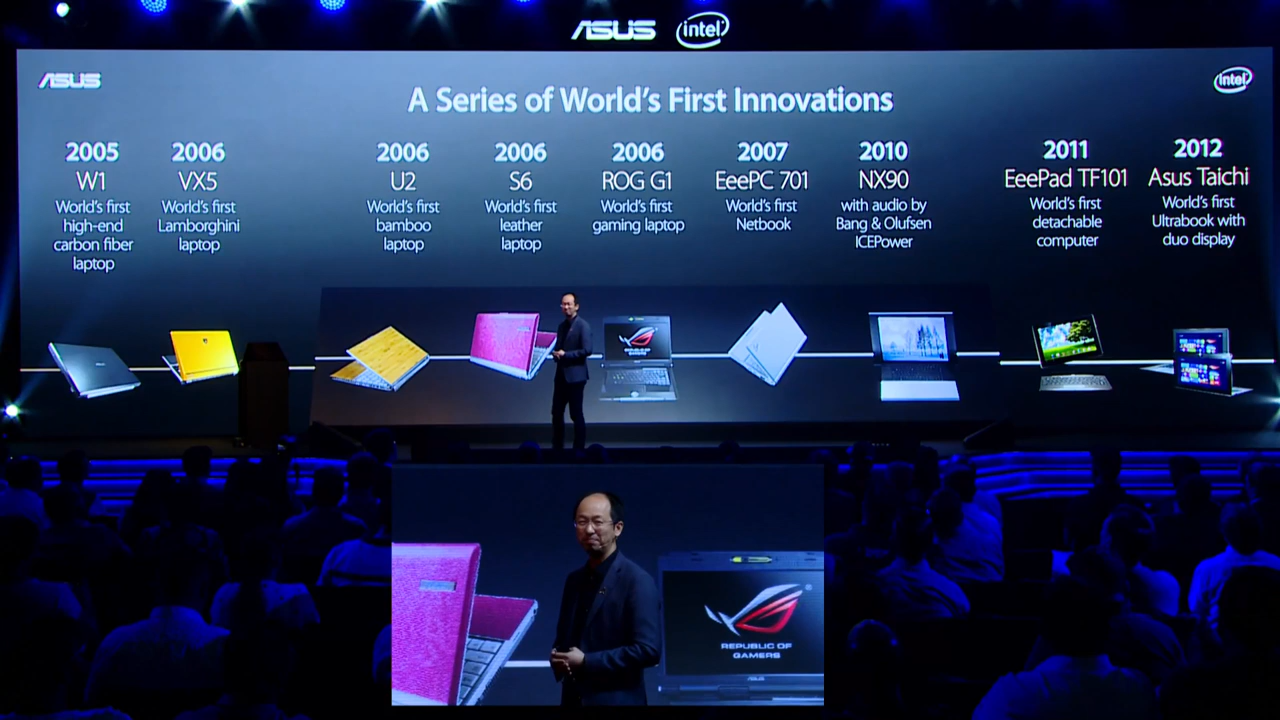 ASUS intel
ASUS
intel
A Series of World's First Innovations
2005
W1
World's first
high-end
carbon fiber
laptop
2006
VX5
World's first
Lamborghini
laptop
2006
U2
World's first
bamboo
laptop
2006
S6
World's first
leather
laptop
2006
ROG G1
World's first
gaming laptop
2007
EeePC 701
World's first
Netbook
2010
NX90
with audio by
Bang & Olufsen
ICEPower
2011
EeePad TF101
World's first
detachable
computer
2012
Asus Taichi
World's first
Ultrabook with
duo display
REPUBLIC OF
GAMERS
ASUS